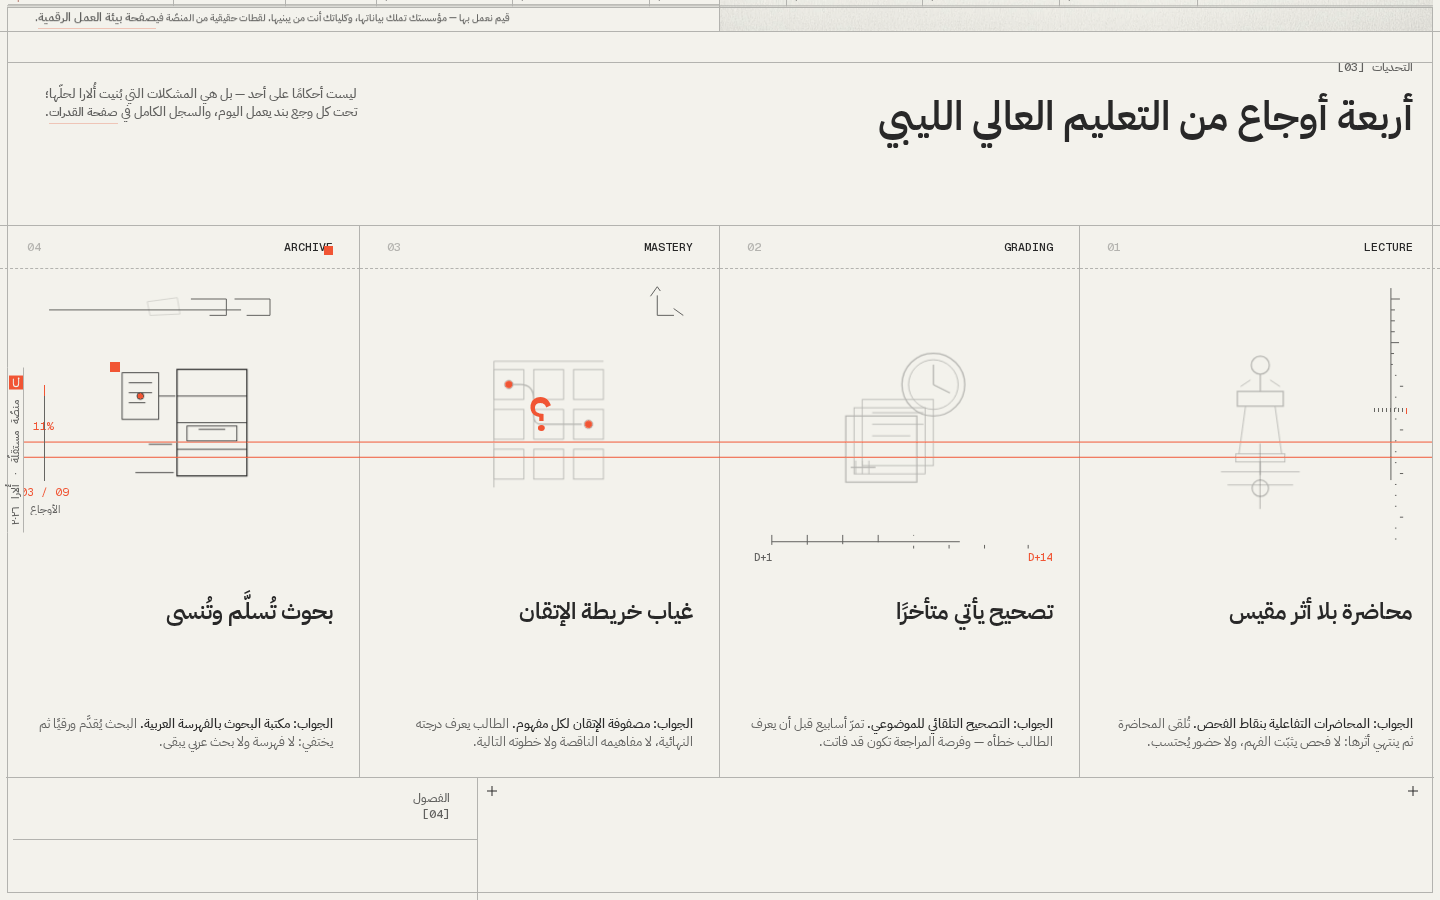 قيم نعمل بها — مؤسستك تملك بياناتها، وكلياتك أنت من يبنيها. لقطات حقيقية من المنصّة في صفحة بيئة العمل الرقمية.
التحديات [03]
أربعة أوجاع من التعليم العالي الليبي
ليست أحكامًا على أحد — بل هي المشكلات التي بُنيت ألارا لحلّها؛
تحت كل وجع بند يعمل اليوم، والسجل الكامل في صفحة القدرات.
LECTURE
01
محاضرة بلا أثر مقيس
الجواب: المحاضرات التفاعلية بنقاط الفحص. تُلقى المحاضرة
ثم ينتهي أثرها: لا فحص يثبّت الفهم، ولا حضور يُحتسب.
GRADING
02
D+1
D+14
تصحيح يأتي متأخرًا
الجواب: التصحيح التلقائي للموضوعي. تمرّ أسابيع قبل أن يعرف
الطالب خطأه — وفرصة المراجعة تكون قد فاتت.
MASTERY
03
؟
غياب خريطة الإتقان
الجواب: مصفوفة الإتقان لكل مفهوم. الطالب يعرف درجته
النهائية، لا مفاهيمه الناقصة ولا خطوته التالية.
ARCHIVE
04
بحوث تُسلَّم وتُنسى
الجواب: مكتبة البحوث بالفهرسة العربية. البحث يُقدَّم ورقيًا ثم
يختفي: لا فهرسة ولا بحث عربي يبقى.
11%
03 / 09
الأوجاع
منصّة مستقلّة · ألارا ٢٠٢٦
الفصول
[04]